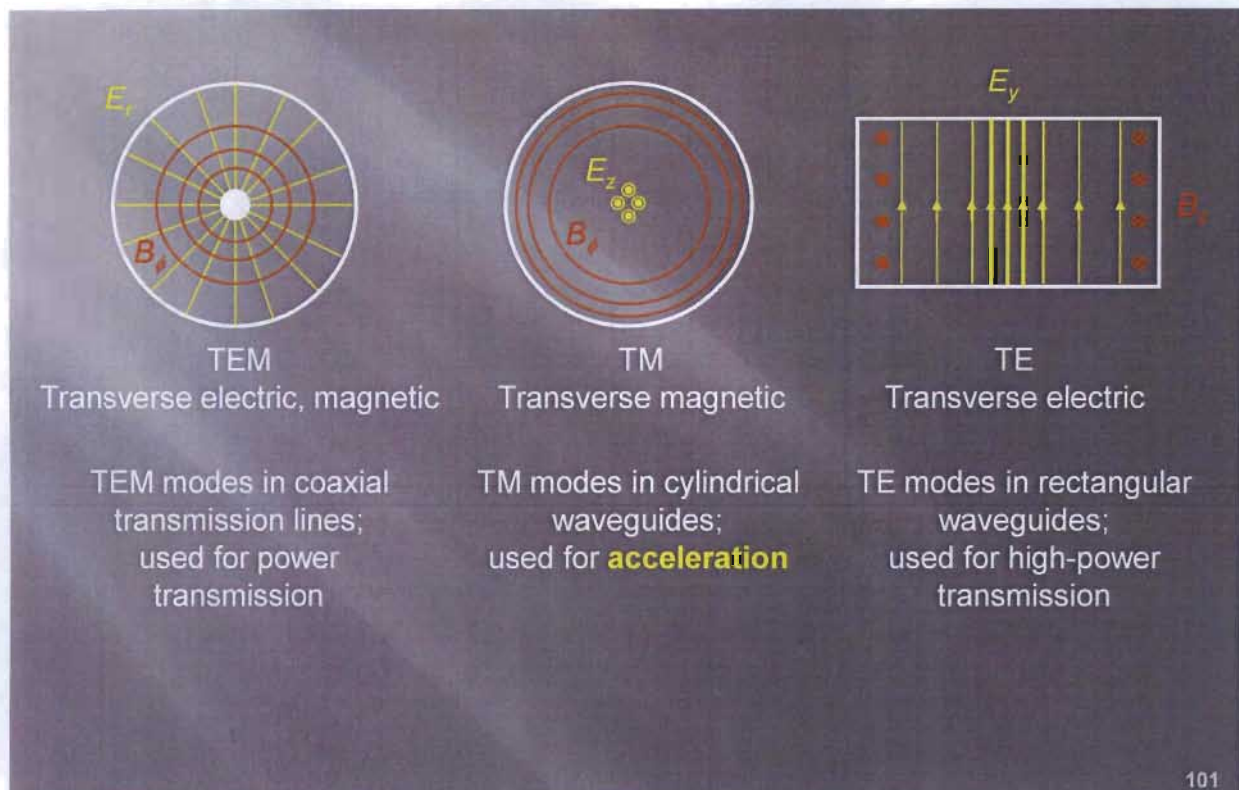 E_r
B_ϕ
TEM
Transverse electric, magnetic
TEM modes in coaxial
transmission lines;
used for power
transmission
E_z
B_ϕ
TM
Transverse magnetic
TM modes in cylindrical
waveguides;
used for acceleration
E_y
TE
Transverse electric
TE modes in rectangular
waveguides;
used for high-power
transmission
101